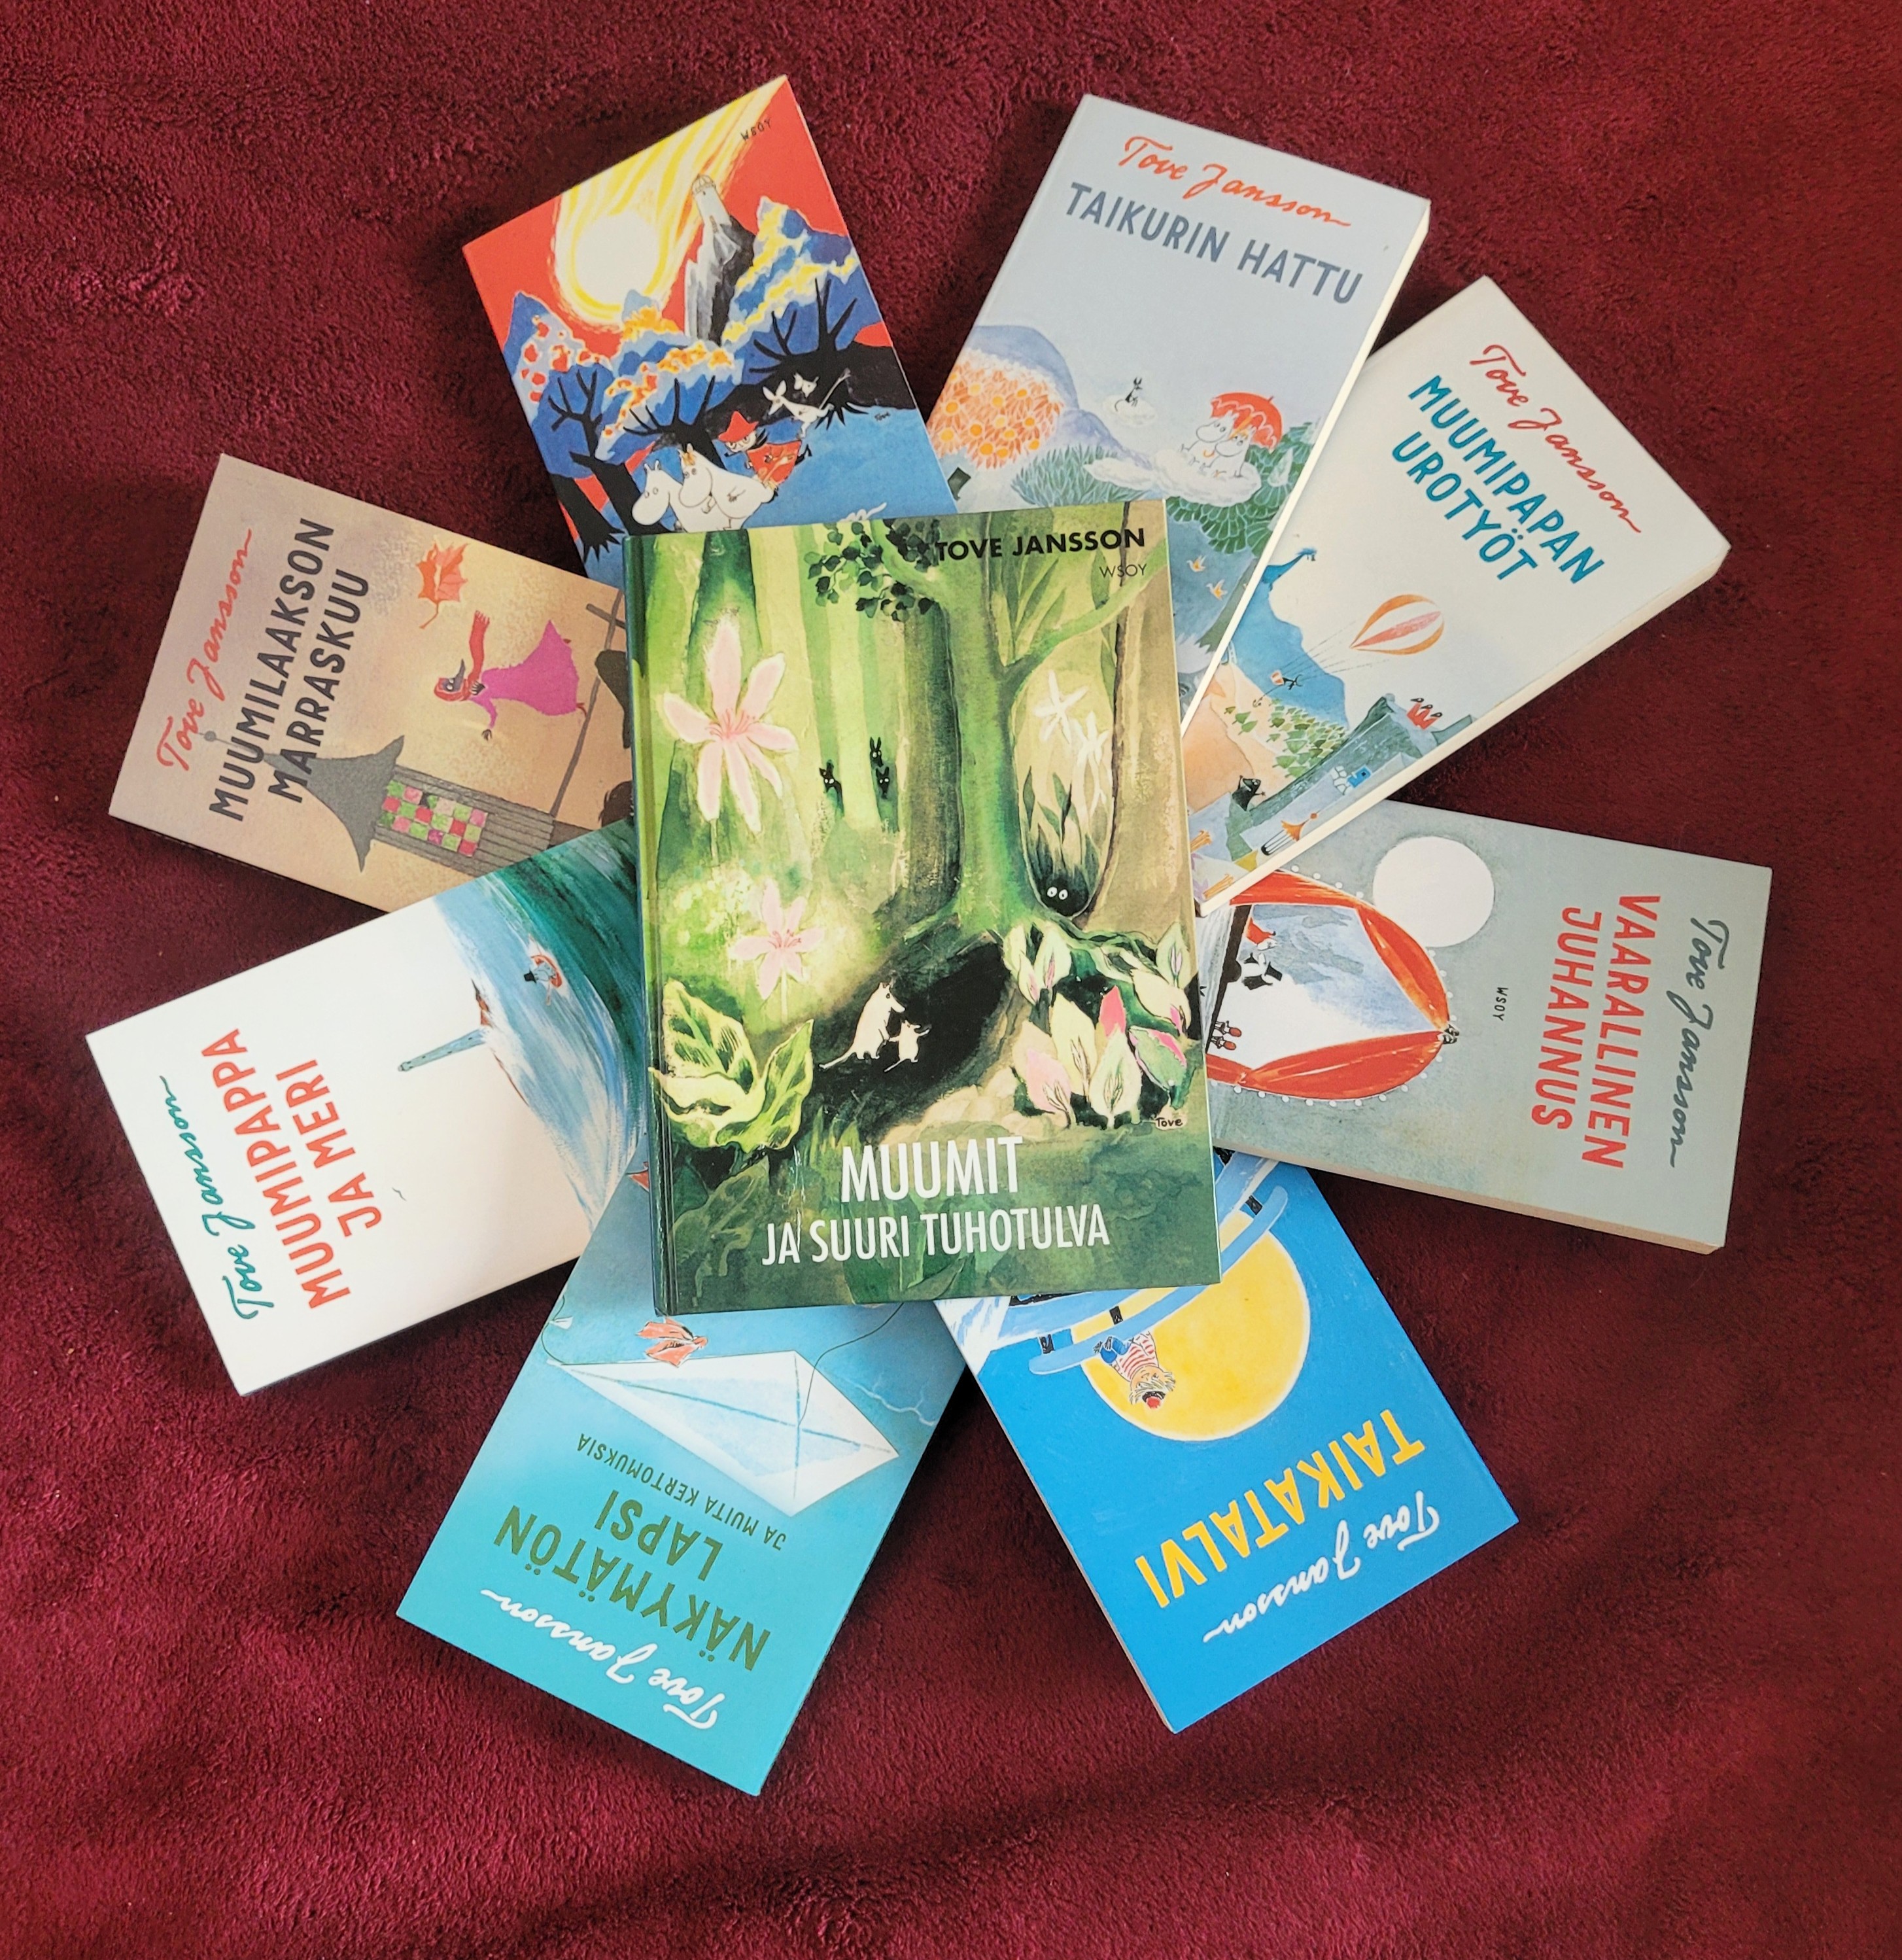 WSOY
Tove Jansson
TAIKURIN HATTU
Tove Jansson
MUUMIPAPAN
UROTYÖT
Tove Jansson
VAARALLINEN
JUHANNUS
WSOY
Tove Jansson
TAIKATALVI
Tove Jansson
NÄKYMÄTÖN
LAPSI
JA MUITA KERTOMUKSIA
Tove Jansson
MUUMIPAPPA
JA MERI
Tove Jansson
MUUMILAAKSON
MARRASKUU
TOVE JANSSON
WSOY
Tove
MUUMIT
JA SUURI TUHOTULVA
Tove